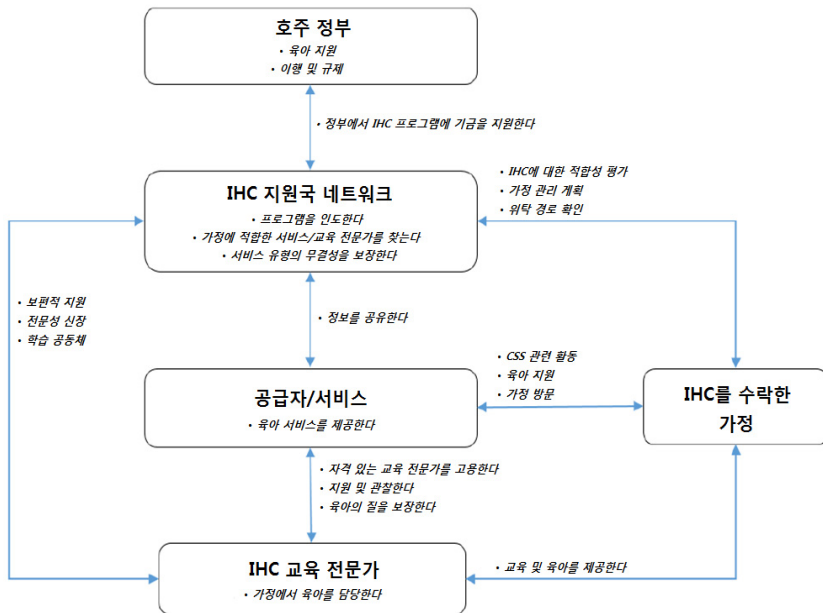 호주 정부
• 육아 지원
• 이행 및 규제
• 정부에서 IHC 프로그램에 기금을 지원한다
IHC 지원국 네트워크
• 프로그램을 인도한다
• 가정에 적합한 서비스/교육 전문가를 찾는다
• 서비스 유형의 무결성을 보장한다
• IHC에 대한 적합성 평가
• 가정 관리 계획
• 위탁 경로 확인
• 보편적 지원
• 전문성 신장
• 학습 공동체
• 정보를 공유한다
공급자/서비스
• 육아 서비스를 제공한다
• CSS 관련 활동
• 육아 지원
• 가정 방문
IHC를 수락한
가정
• 자격 있는 교육 전문가를 고용한다
• 지원 및 관찰한다
• 육아의 질을 보장한다
IHC 교육 전문가
• 가정에서 육아를 담당한다
• 교육 및 육아를 제공한다